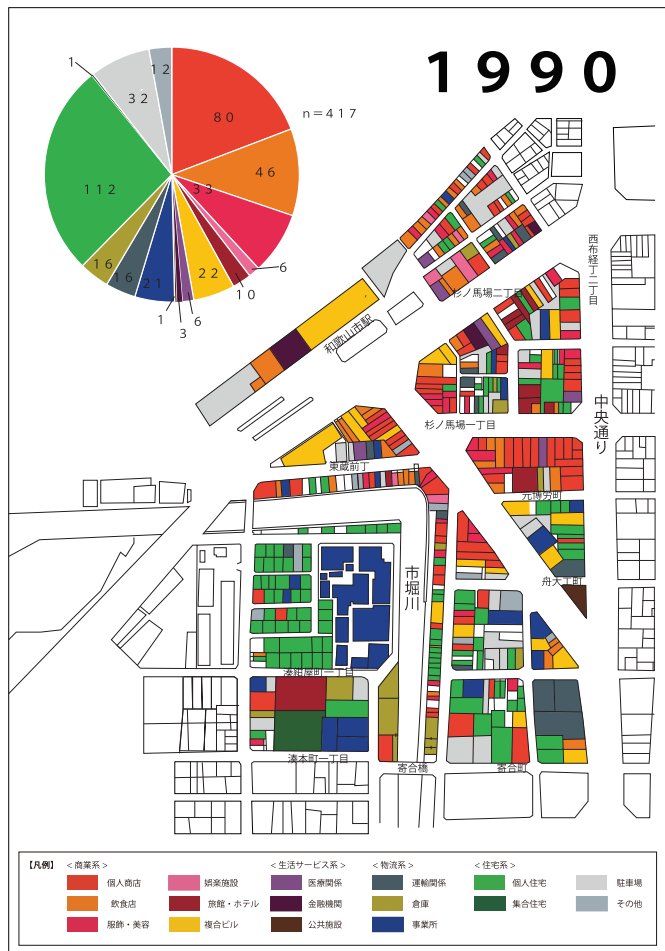 1990
n=417
80
46
33
6
10
22
6
3
1
21
16
16
112
1
32
12
西布経丁二丁目
杉ノ馬場二丁目
和歌山市駅
中央通り
杉ノ馬場一丁目
東蔵前丁
元博労町
市堀川
舟大工町
湊紺屋町一丁目
湊本町一丁目
寄合橋
寄合町
【凡例】 <商業系> <生活サービス系> <物流系> <住宅系>
個人商店 娯楽施設 医療関係 運輸関係 個人住宅 駐車場
飲食店 旅館・ホテル 金融機関 倉庫 集合住宅 その他
服飾・美容 複合ビル 公共施設 事業所